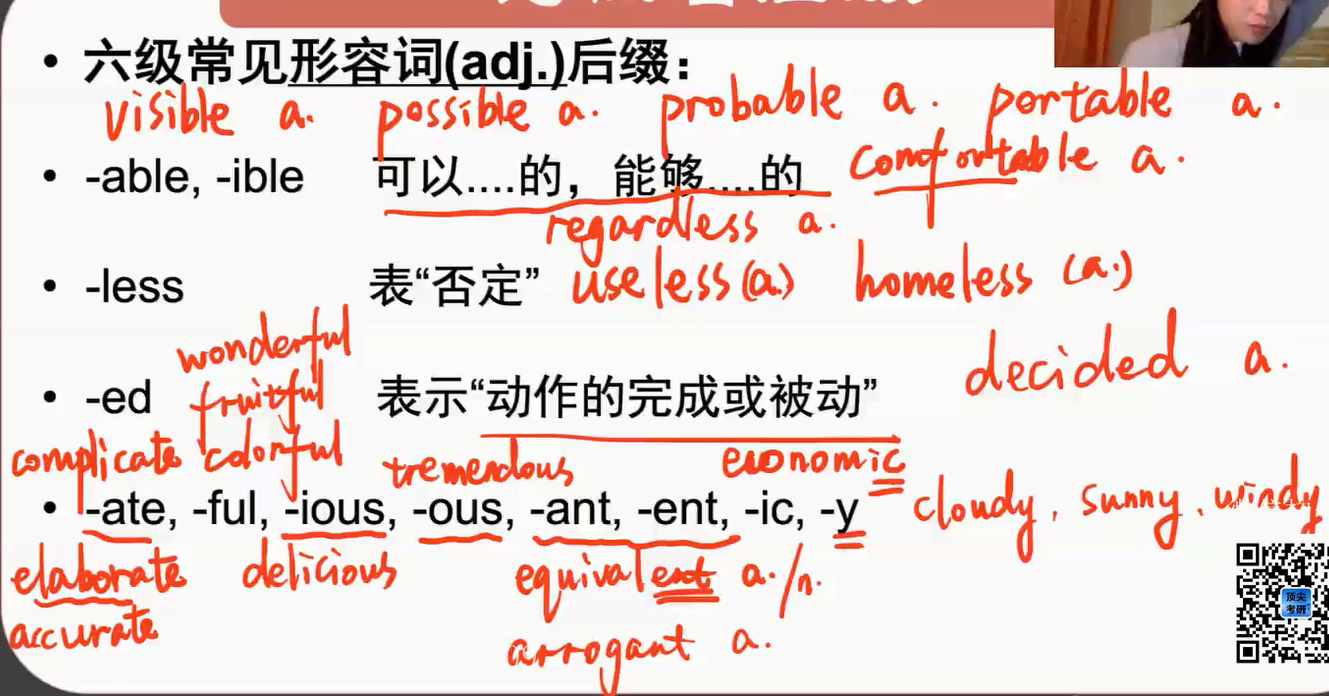 六级常见形容词(adj.)后缀：
visible a. possible a. probable a. portable a.
-able, -ible 可以....的，能够....的 comfortable a.
regardless a.
-less 表“否定” useless(a.) homeless (a.)
wonderful
decided a.
-ed fruitful 表示“动作的完成或被动”
complicate colorful tremendous economic
-ate, -ful, -ious, -ous, -ant, -ent, -ic, -y cloudy, sunny, windy
elaborate delicious equivalent a./n.
accurate arrogant a.
顶尖
考研